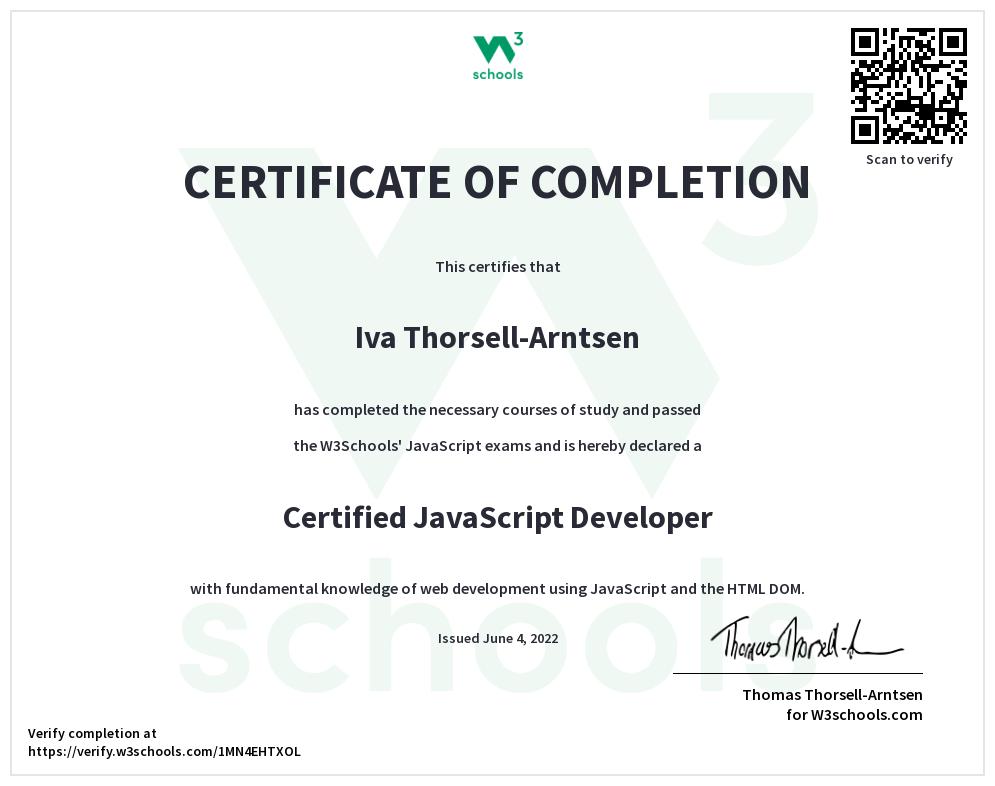 W3
schools
Scan to verify
CERTIFICATE OF COMPLETION
This certifies that
Iva Thorsell-Arntsen
has completed the necessary courses of study and passed
the W3Schools' JavaScript exams and is hereby declared a
Certified JavaScript Developer
with fundamental knowledge of web development using JavaScript and the HTML DOM.
Issued June 4, 2022
Thomas Thorsell-A
Thomas Thorsell-Arntsen
for W3schools.com
Verify completion at
https://verify.w3schools.com/1MN4EHTXOL